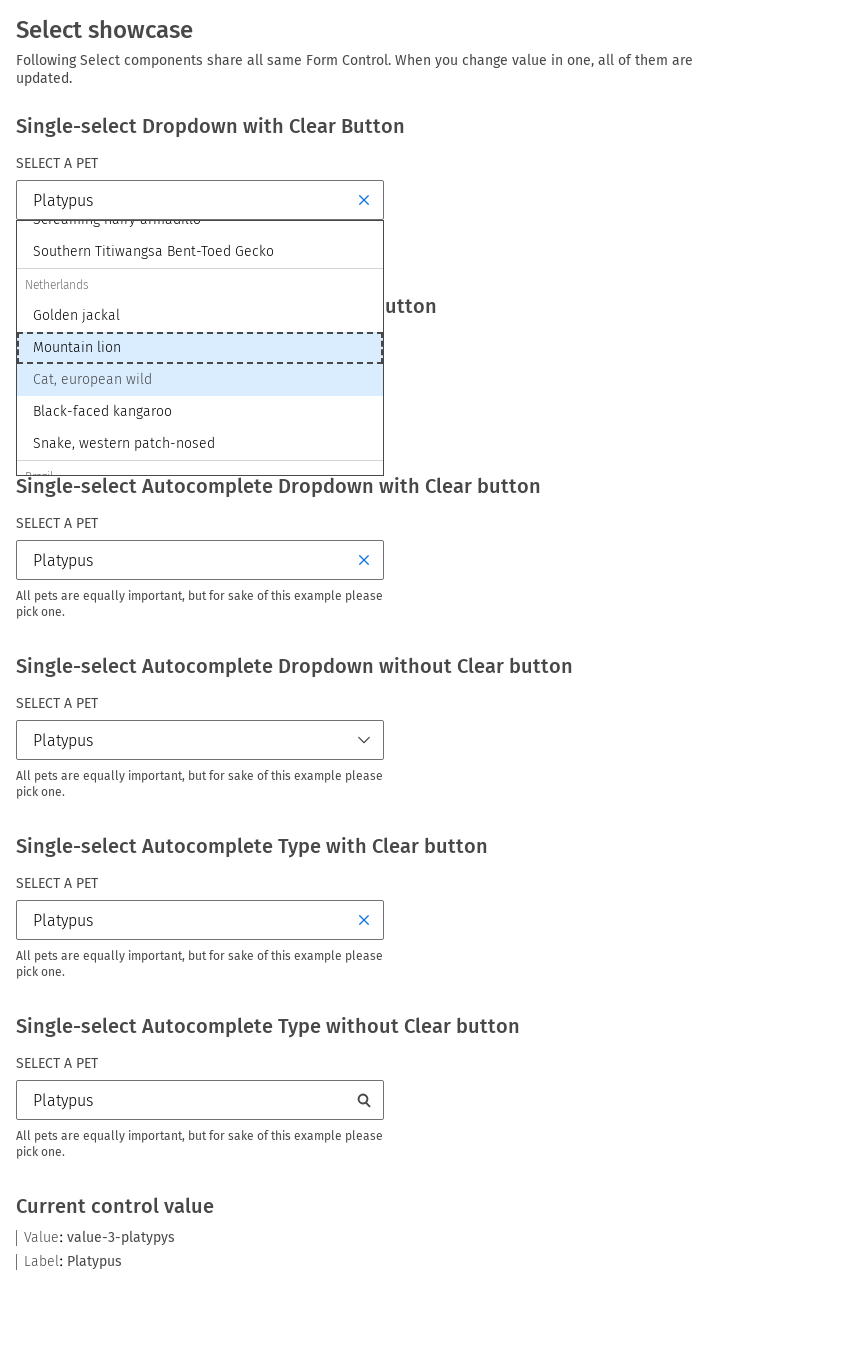 Select showcase
Following Select components share all same Form Control. When you change value in one, all of them are
updated.
Single-select Dropdown with Clear Button
SELECT A PET
Platypus
Screaming hairy armadillo
Southern Titiwangsa Bent-Toed Gecko
Netherlands
utton
Golden jackal
Mountain lion
Cat, european wild
Black-faced kangaroo
Snake, western patch-nosed
Brazil
Single-select Autocomplete Dropdown with Clear button
SELECT A PET
Platypus
All pets are equally important, but for sake of this example please
pick one.
Single-select Autocomplete Dropdown without Clear button
SELECT A PET
Platypus
All pets are equally important, but for sake of this example please
pick one.
Single-select Autocomplete Type with Clear button
SELECT A PET
Platypus
All pets are equally important, but for sake of this example please
pick one.
Single-select Autocomplete Type without Clear button
SELECT A PET
Platypus
All pets are equally important, but for sake of this example please
pick one.
Current control value
Value: value-3-platypys
Label: Platypus